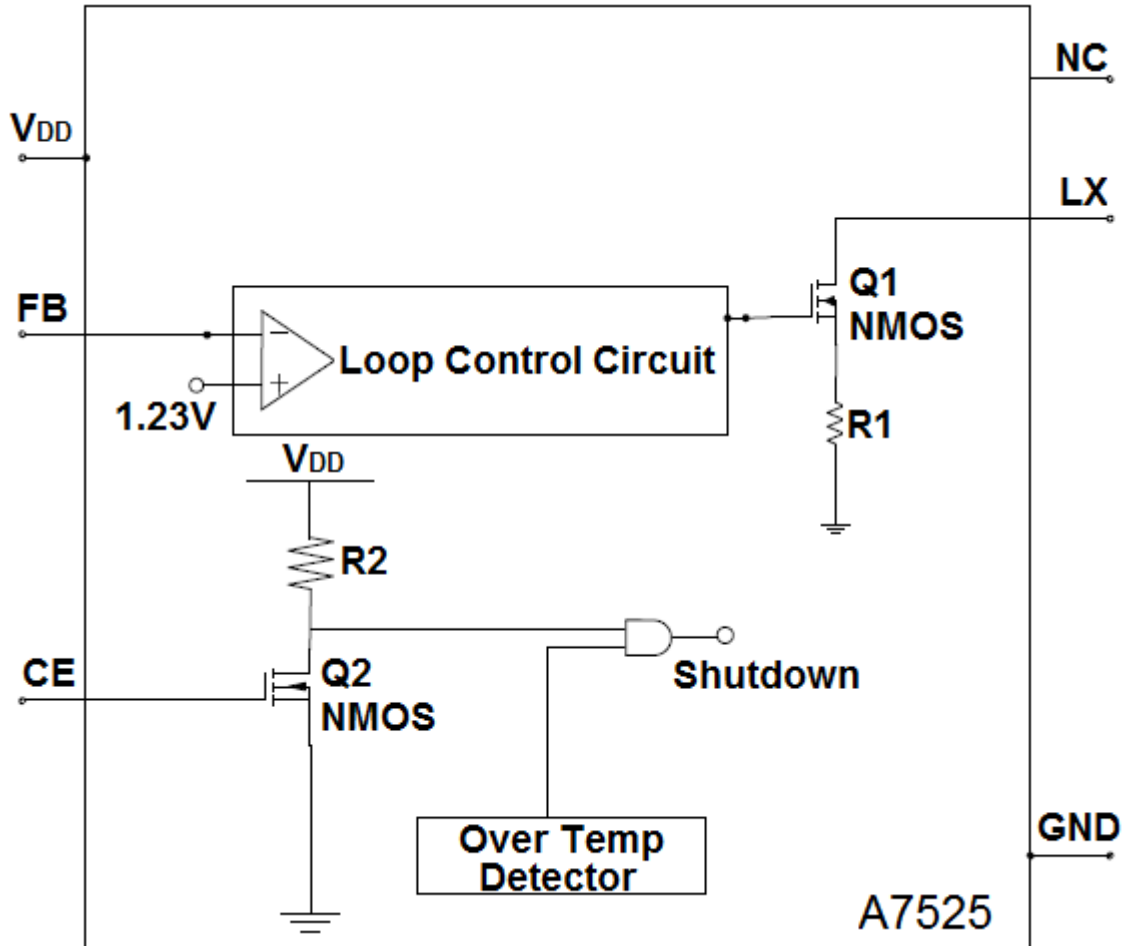 NC
VDD
LX
FB
Q1
NMOS
−
Loop Control Circuit
+
1.23V
R1
VDD
R2
CE
Q2
NMOS
Shutdown
Over Temp
Detector
GND
A7525